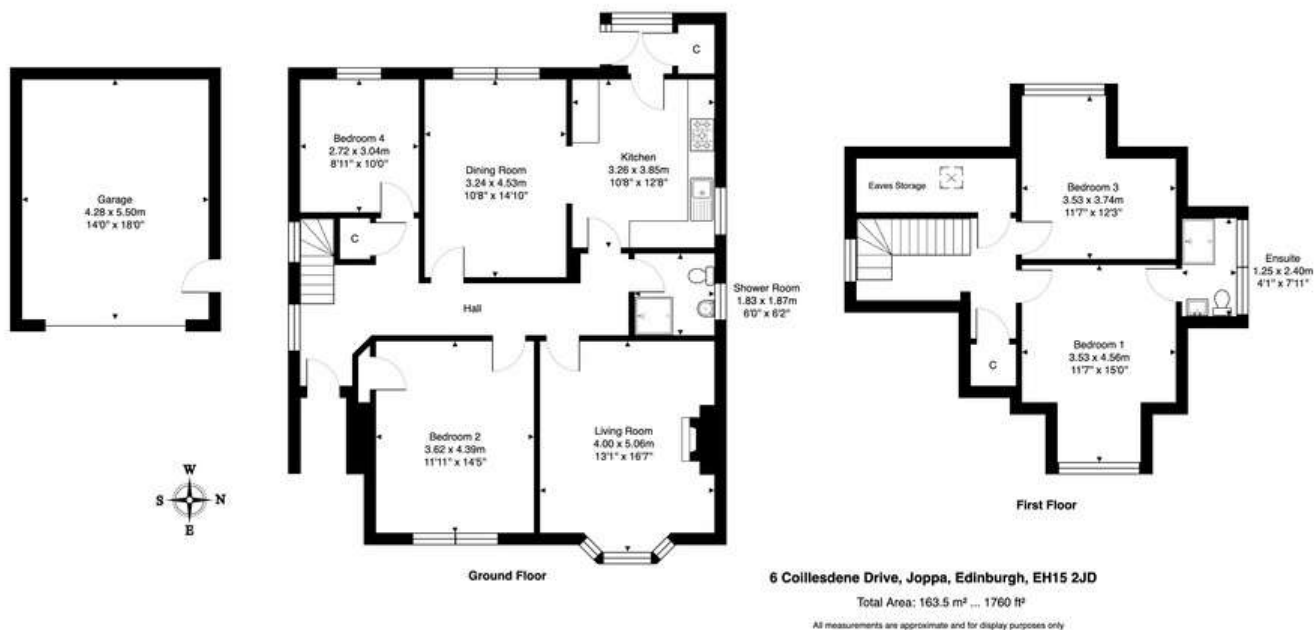 Garage
4.28 x 5.50m
14'0" x 18'0"
Bedroom 4
2.72 x 3.04m
8'11" x 10'0"
Dining Room
3.24 x 4.53m
10'8" x 14'10"
Kitchen
3.26 x 3.85m
10'8" x 12'8"
C
C
Hall
Shower Room
1.83 x 1.87m
6'0" x 6'2"
Bedroom 2
3.62 x 4.39m
11'11" x 14'5"
Living Room
4.00 x 5.06m
13'1" x 16'7"
Ground Floor
W
S
N
E
Eaves Storage
Bedroom 3
3.53 x 3.74m
11'7" x 12'3"
Ensuite
1.25 x 2.40m
4'1" x 7'11"
Bedroom 1
3.53 x 4.56m
11'7" x 15'0"
C
First Floor
6 Coillesdene Drive, Joppa, Edinburgh, EH15 2JD
Total Area: 163.5 m² ... 1760 ft²
All measurements are approximate and for display purposes only